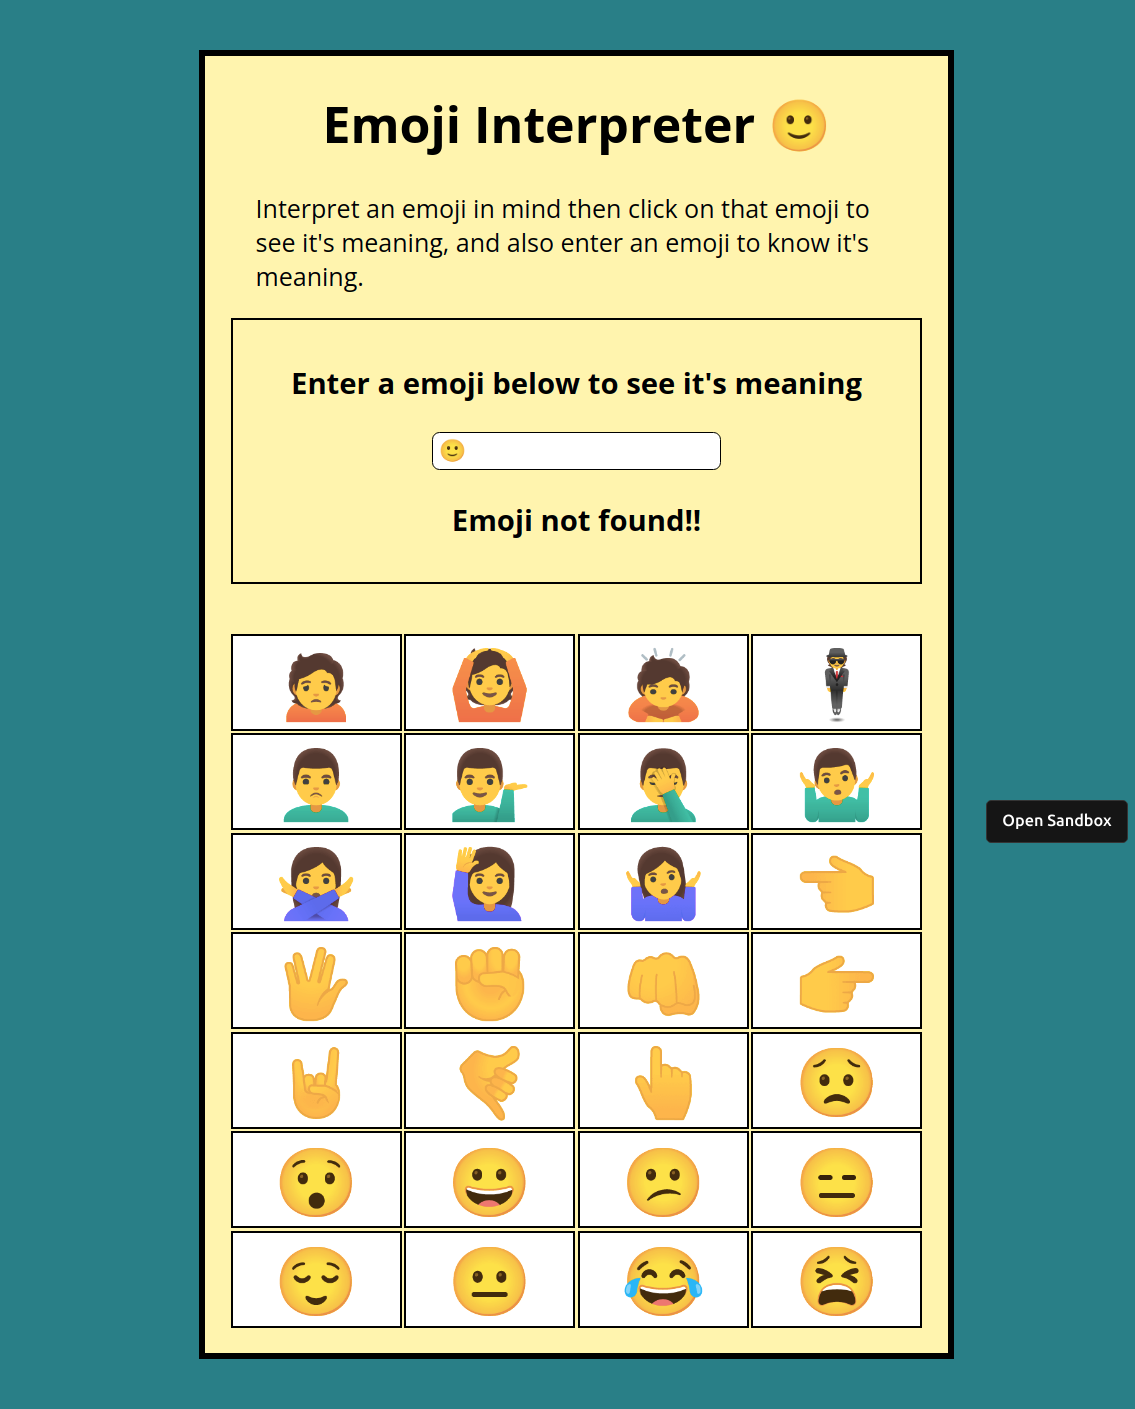 Emoji Interpreter 🙂
Interpret an emoji in mind then click on that emoji to
see it's meaning, and also enter an emoji to know it's
meaning.
Enter a emoji below to see it's meaning
🙂
Emoji not found!!
Open Sandbox